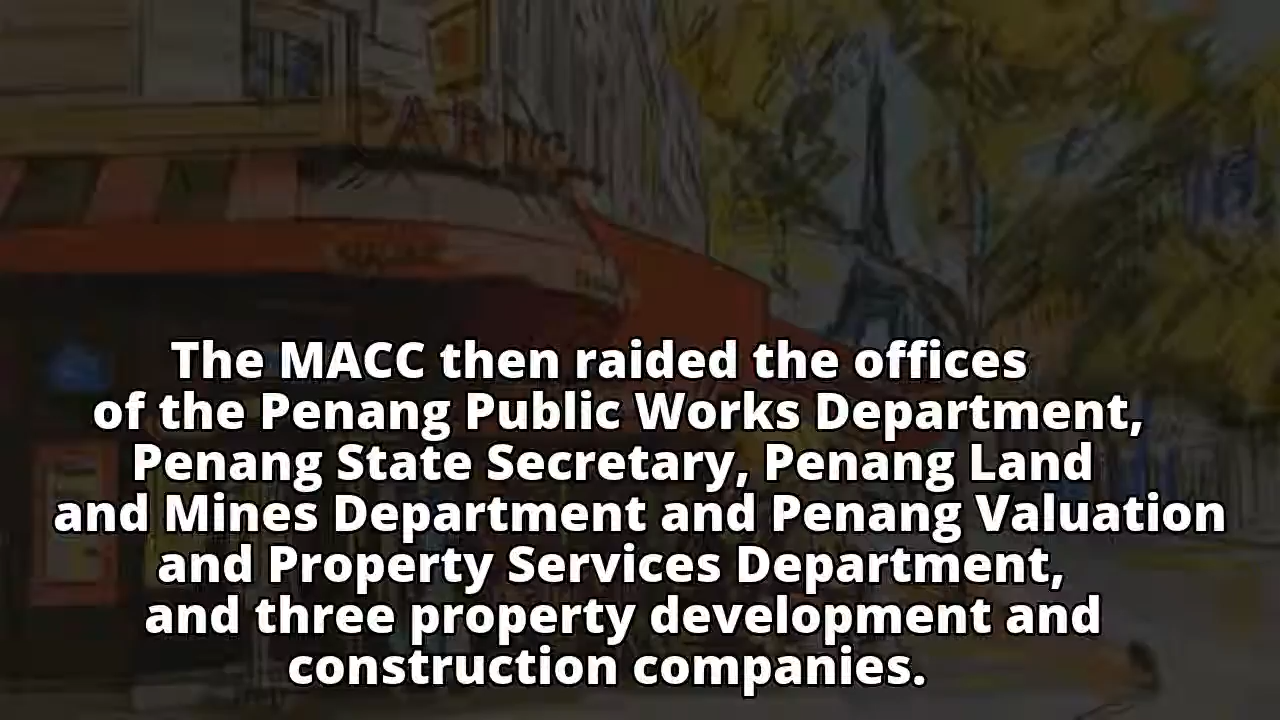 PARIS
The MACC then raided the offices
of the Penang Public Works Department,
Penang State Secretary, Penang Land
and Mines Department and Penang Valuation
and Property Services Department,
and three property development and
construction companies.